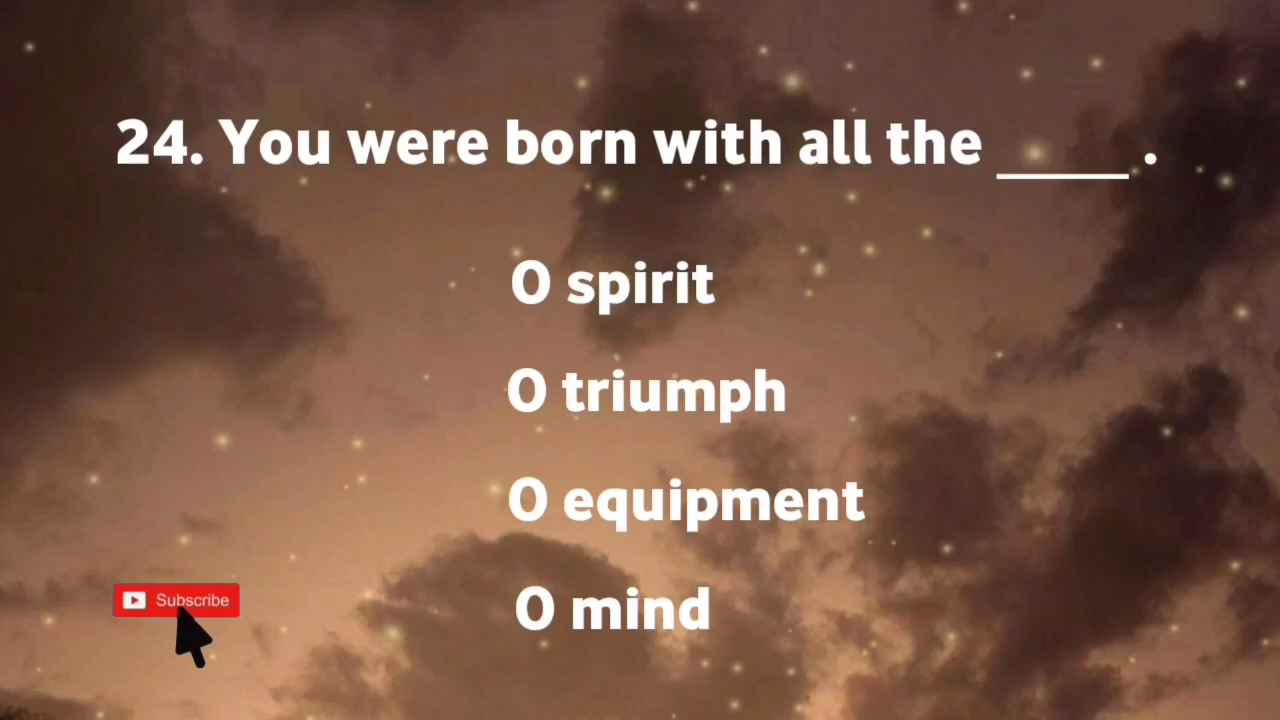 24. You were born with all the _____ .
O spirit
O triumph
O equipment
O mind
Subscribe